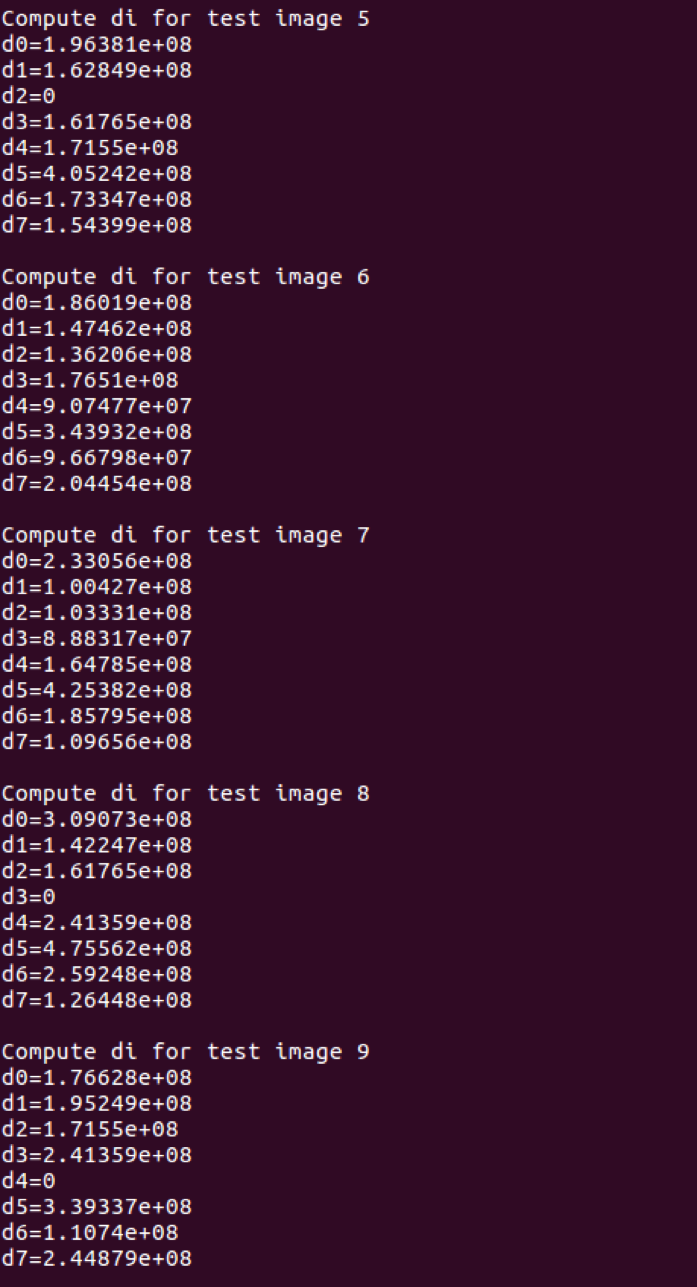 Compute di for test image 5
d0=1.96381e+08
d1=1.62849e+08
d2=0
d3=1.61765e+08
d4=1.7155e+08
d5=4.05242e+08
d6=1.73347e+08
d7=1.54399e+08
Compute di for test image 6
d0=1.86019e+08
d1=1.47462e+08
d2=1.36206e+08
d3=1.7651e+08
d4=9.07477e+07
d5=3.43932e+08
d6=9.66798e+07
d7=2.04454e+08
Compute di for test image 7
d0=2.33056e+08
d1=1.00427e+08
d2=1.03331e+08
d3=8.88317e+07
d4=1.64785e+08
d5=4.25382e+08
d6=1.85795e+08
d7=1.09656e+08
Compute di for test image 8
d0=3.09073e+08
d1=1.42247e+08
d2=1.61765e+08
d3=0
d4=2.41359e+08
d5=4.75562e+08
d6=2.59248e+08
d7=1.26448e+08
Compute di for test image 9
d0=1.76628e+08
d1=1.95249e+08
d2=1.7155e+08
d3=2.41359e+08
d4=0
d5=3.39337e+08
d6=1.1074e+08
d7=2.44879e+08